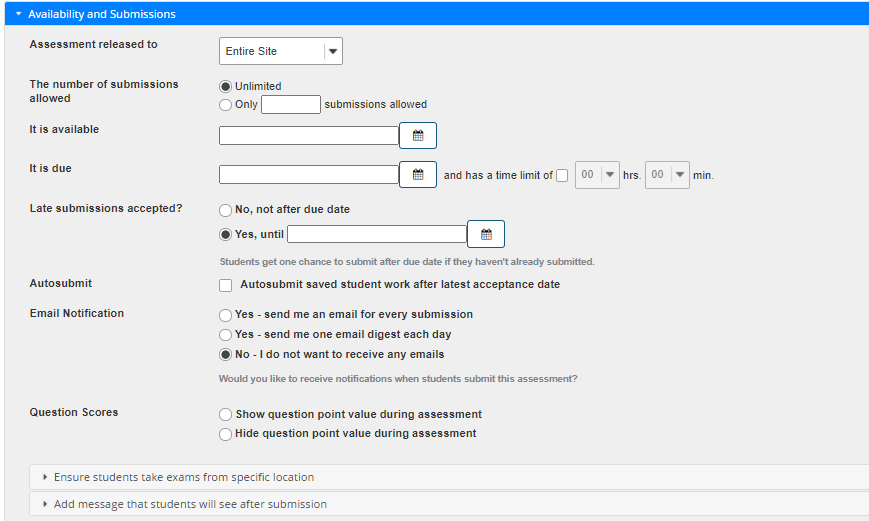 Availability and Submissions
Assessment released to
Entire Site
The number of submissions
allowed
Unlimited
Only submissions allowed
It is available
It is due
and has a time limit of 00 hrs. 00 min.
Late submissions accepted?
No, not after due date
Yes, until
Students get one chance to submit after due date if they haven't already submitted.
Autosubmit
Autosubmit saved student work after latest acceptance date
Email Notification
Yes - send me an email for every submission
Yes - send me one email digest each day
No - I do not want to receive any emails
Would you like to receive notifications when students submit this assessment?
Question Scores
Show question point value during assessment
Hide question point value during assessment
Ensure students take exams from specific location
Add message that students will see after submission